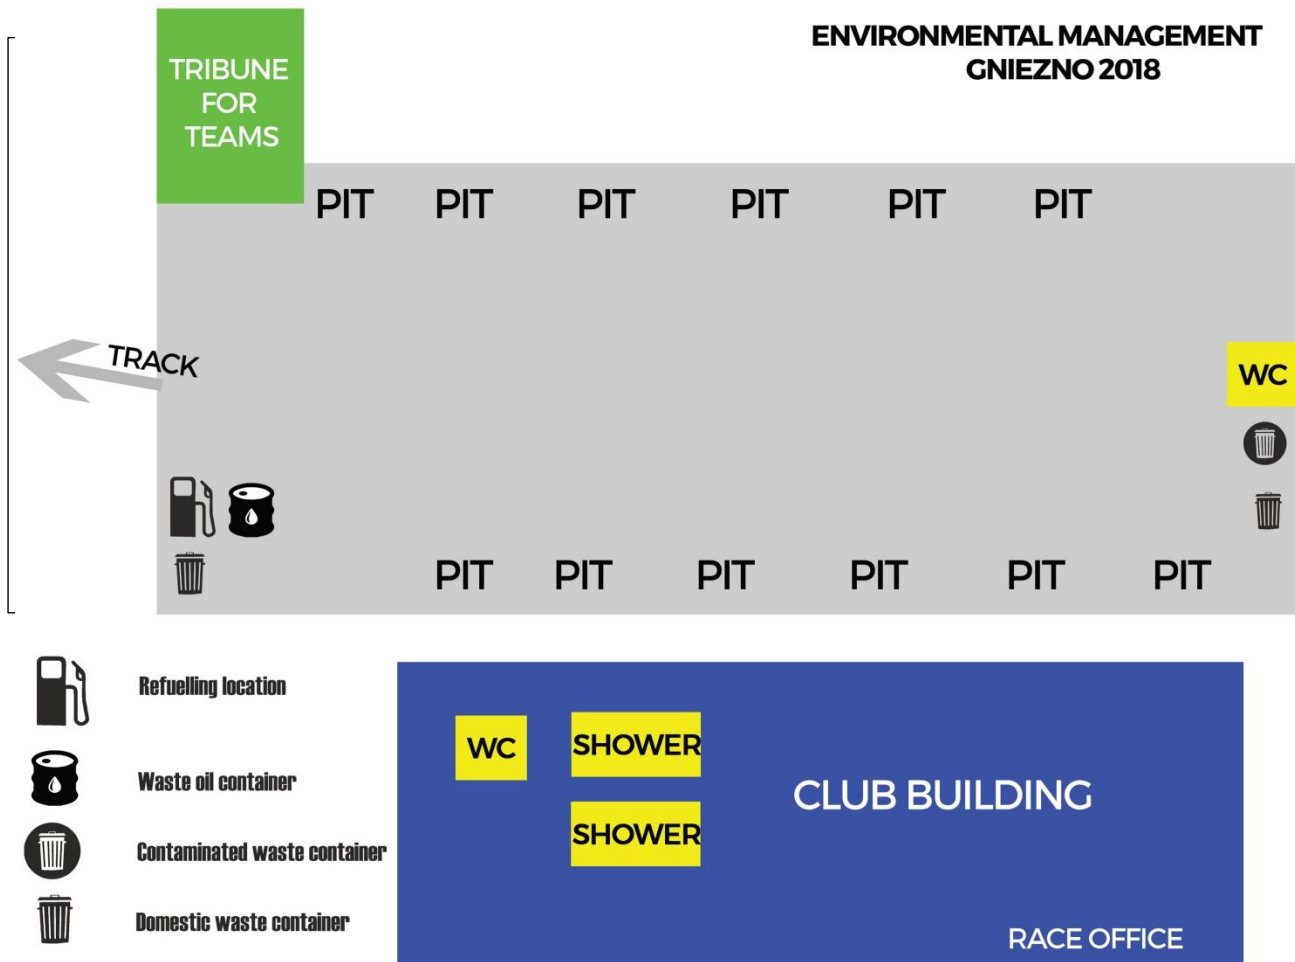 ENVIRONMENTAL MANAGEMENT
GNIEZNO 2018
TRIBUNE
FOR
TEAMS
PIT PIT PIT PIT PIT PIT
TRACK
WC
PIT PIT PIT PIT PIT PIT
Refuelling location
Waste oil container
Contaminated waste container
Domestic waste container
WC SHOWER
SHOWER
CLUB BUILDING
RACE OFFICE